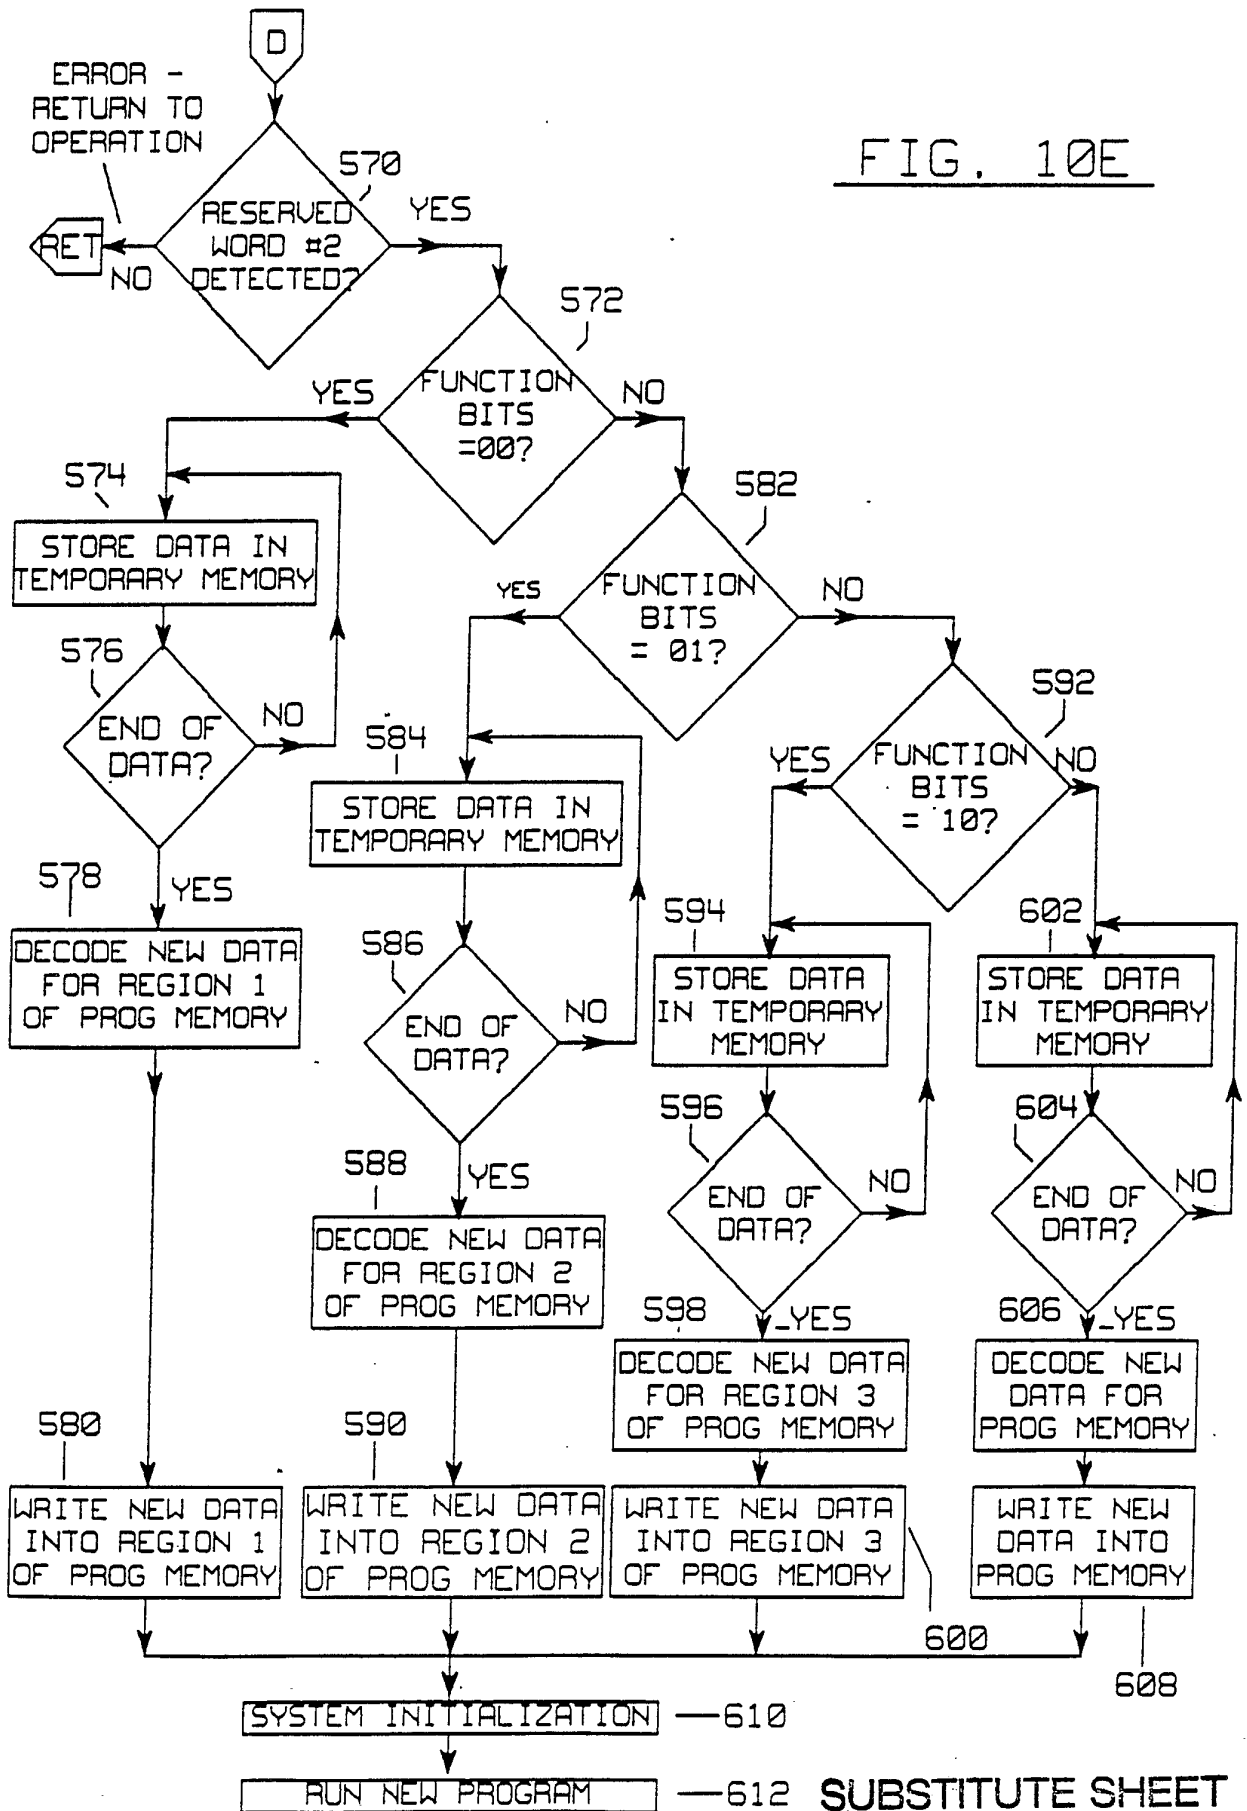 D
ERROR -
RETURN TO
OPERATION
FIG. 10E
570
RESERVED
WORD #2
DETECTED?
YES
RET
NO
572
FUNCTION
BITS
=00?
YES
NO
574
STORE DATA IN
TEMPORARY MEMORY
582
FUNCTION
BITS
= 01?
YES
NO
576
END OF
DATA?
NO
YES
584
STORE DATA IN
TEMPORARY MEMORY
592
FUNCTION
BITS
= 10?
YES
NO
578
DECODE NEW DATA
FOR REGION 1
OF PROG MEMORY
586
END OF
DATA?
NO
YES
594
STORE DATA
IN TEMPORARY
MEMORY
602
STORE DATA
IN TEMPORARY
MEMORY
596
END OF
DATA?
NO
YES
604
END OF
DATA?
NO
YES
588
DECODE NEW DATA
FOR REGION 2
OF PROG MEMORY
598
DECODE NEW DATA
FOR REGION 3
OF PROG MEMORY
606
DECODE NEW
DATA FOR
PROG MEMORY
580
WRITE NEW DATA
INTO REGION 1
OF PROG MEMORY
590
WRITE NEW DATA
INTO REGION 2
OF PROG MEMORY
WRITE NEW DATA
INTO REGION 3
OF PROG MEMORY
600
WRITE NEW
DATA INTO
PROG MEMORY
608
SYSTEM INITIALIZATION
610
RUN NEW PROGRAM
612
SUBSTITUTE SHEET